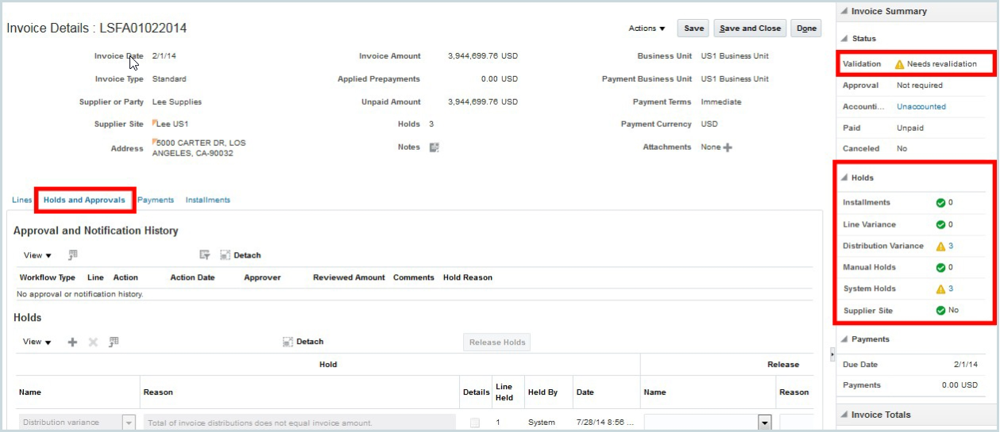 Invoice Details : LSFA01022014
Actions Save Save and Close Done
Invoice Date 2/1/14 Invoice Amount 3,944,699.76 USD Business Unit US1 Business Unit
Invoice Type Standard Applied Prepayments 0.00 USD Payment Business Unit US1 Business Unit
Supplier or Party Lee Supplies Unpaid Amount 3,944,699.76 USD Payment Terms Immediate
Supplier Site Lee US1 Holds 3 Payment Currency USD
Address 5000 CARTER DR, LOS
ANGELES, CA-90032
Notes Attachments None
Lines Holds and Approvals Payments Installments
Approval and Notification History
View Detach
Workflow Type Line Action Action Date Approver Reviewed Amount Comments Hold Reason
No approval or notification history.
Holds
View Detach Release Holds
Hold Release
Name Reason Details Line Held Held By Date Name Reason
Distribution variance Total of invoice distributions does not equal invoice amount. 1 System 7/28/14 8:56 ...
Invoice Summary
Status
Validation Needs revalidation
Approval Not required
Accounti... Unaccounted
Paid Unpaid
Canceled No
Holds
Installments 0
Line Variance 0
Distribution Variance 3
Manual Holds 0
System Holds 3
Supplier Site No
Payments
Due Date 2/1/14
Payments 0.00 USD
Invoice Totals